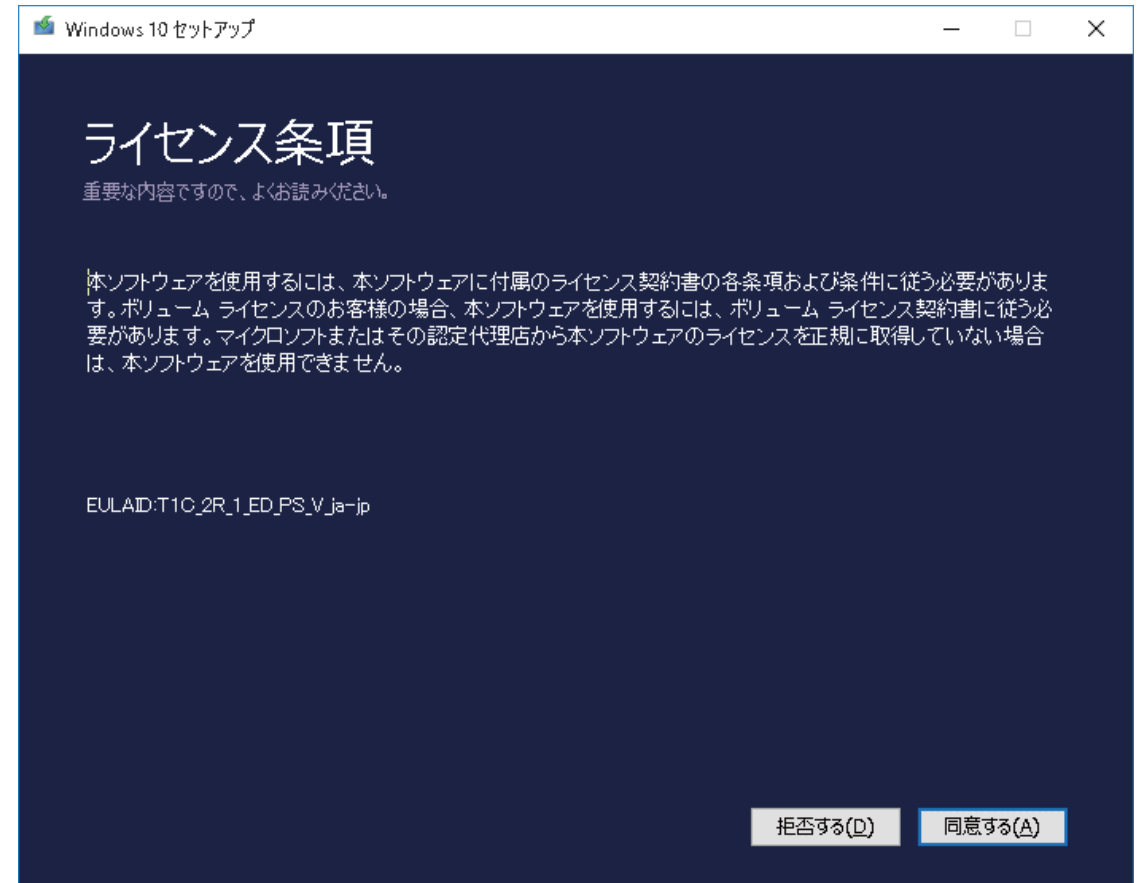 Windows 10 セットアップ
ライセンス条項
重要な内容ですので、よくお読みください。
本ソフトウェアを使用するには、本ソフトウェアに付属のライセンス契約書の各条項および条件に従う必要がありま
す。ボリューム ライセンスのお客様の場合、本ソフトウェアを使用するには、ボリューム ライセンス契約書に従う必
要があります。マイクロソフトまたはその認定代理店から本ソフトウェアのライセンスを正規に取得していない場合
は、本ソフトウェアを使用できません。
EULAID:T1C_2R_1_ED_PS_V_ja-jp
拒否する(D) 同意する(A)